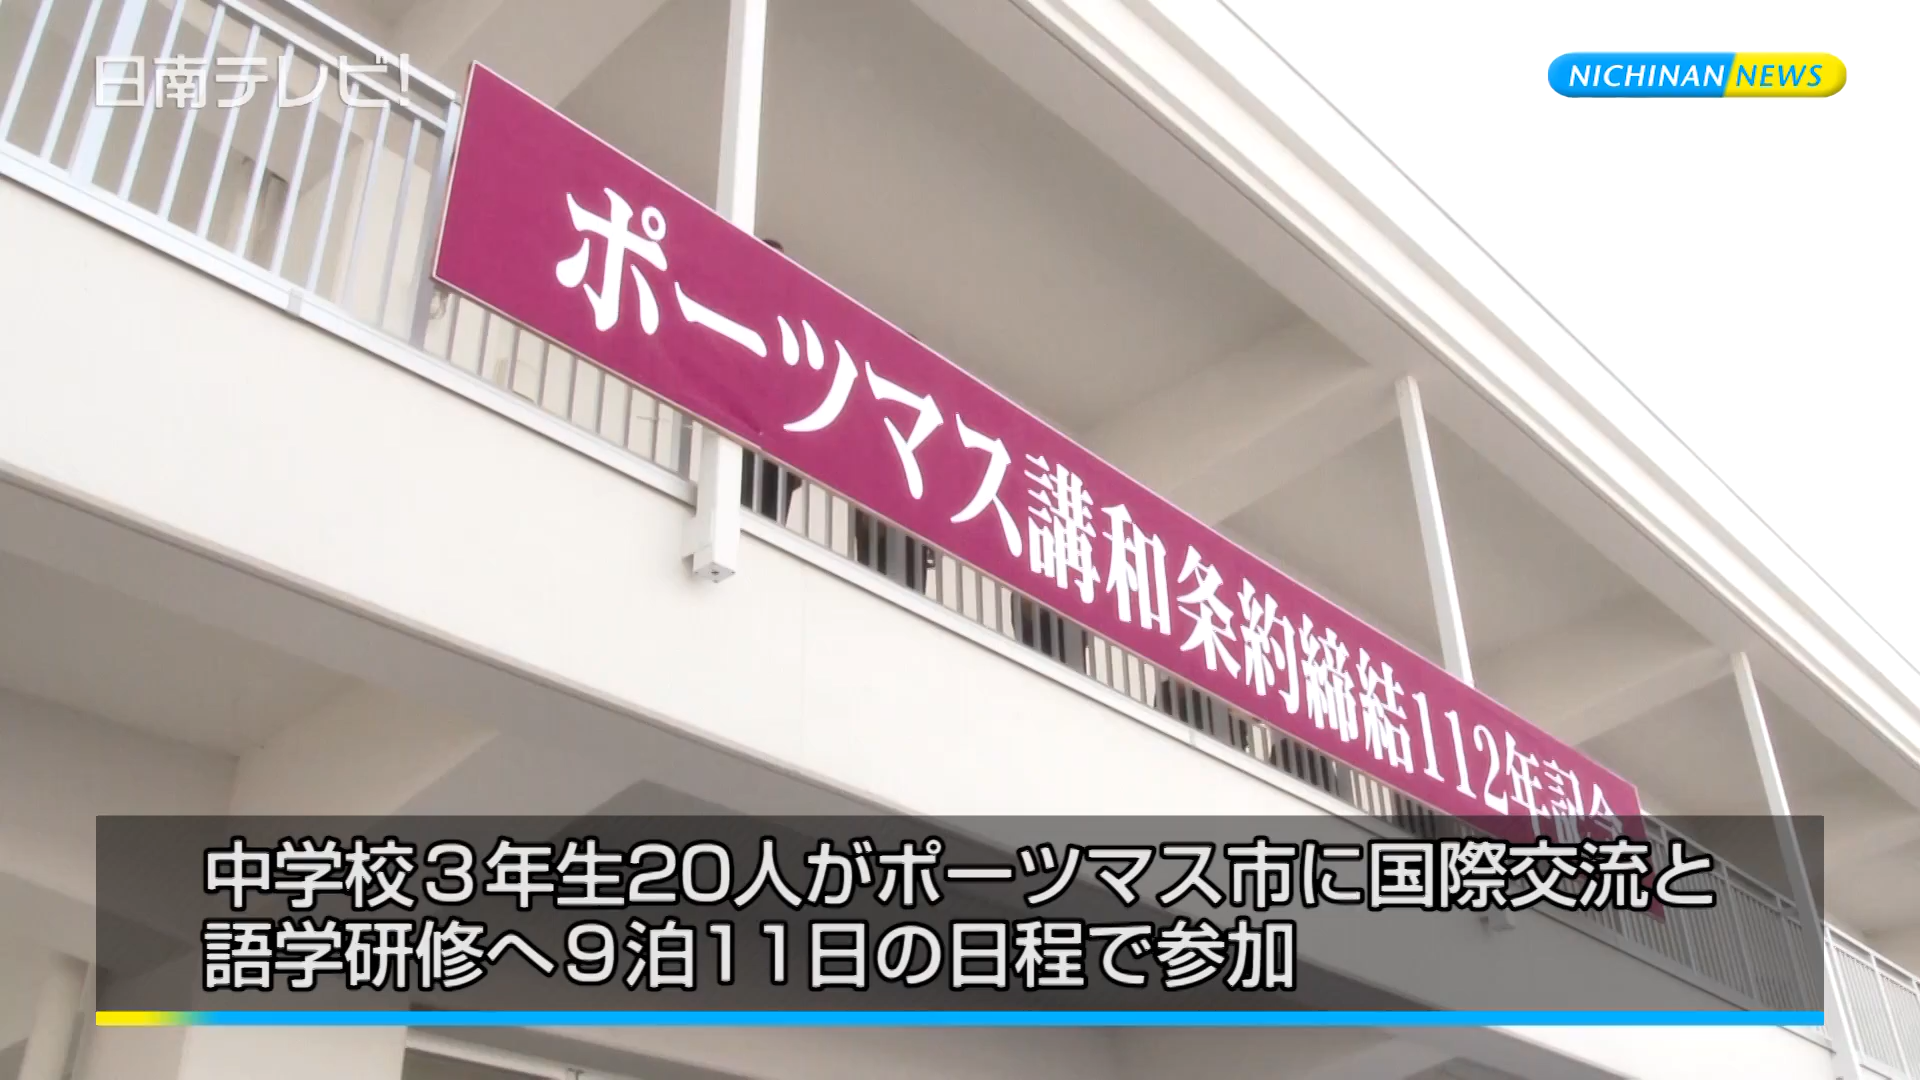 日南テレビ!
NICHINAN NEWS
ポーツマス講和条約締結112年記念
中学校3年生20人がポーツマス市に国際交流と
語学研修へ9泊11日の日程で参加